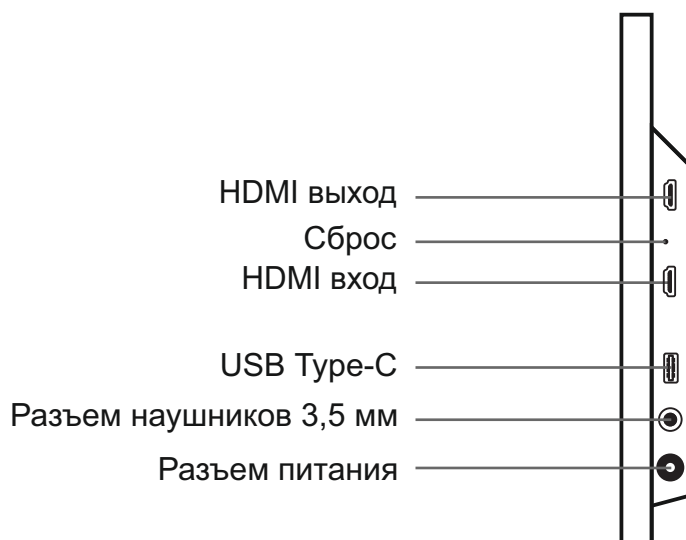 HDMI выход
Сброс
HDMI вход
USB Type-C
Разъем наушников 3,5 мм
Разъем питания